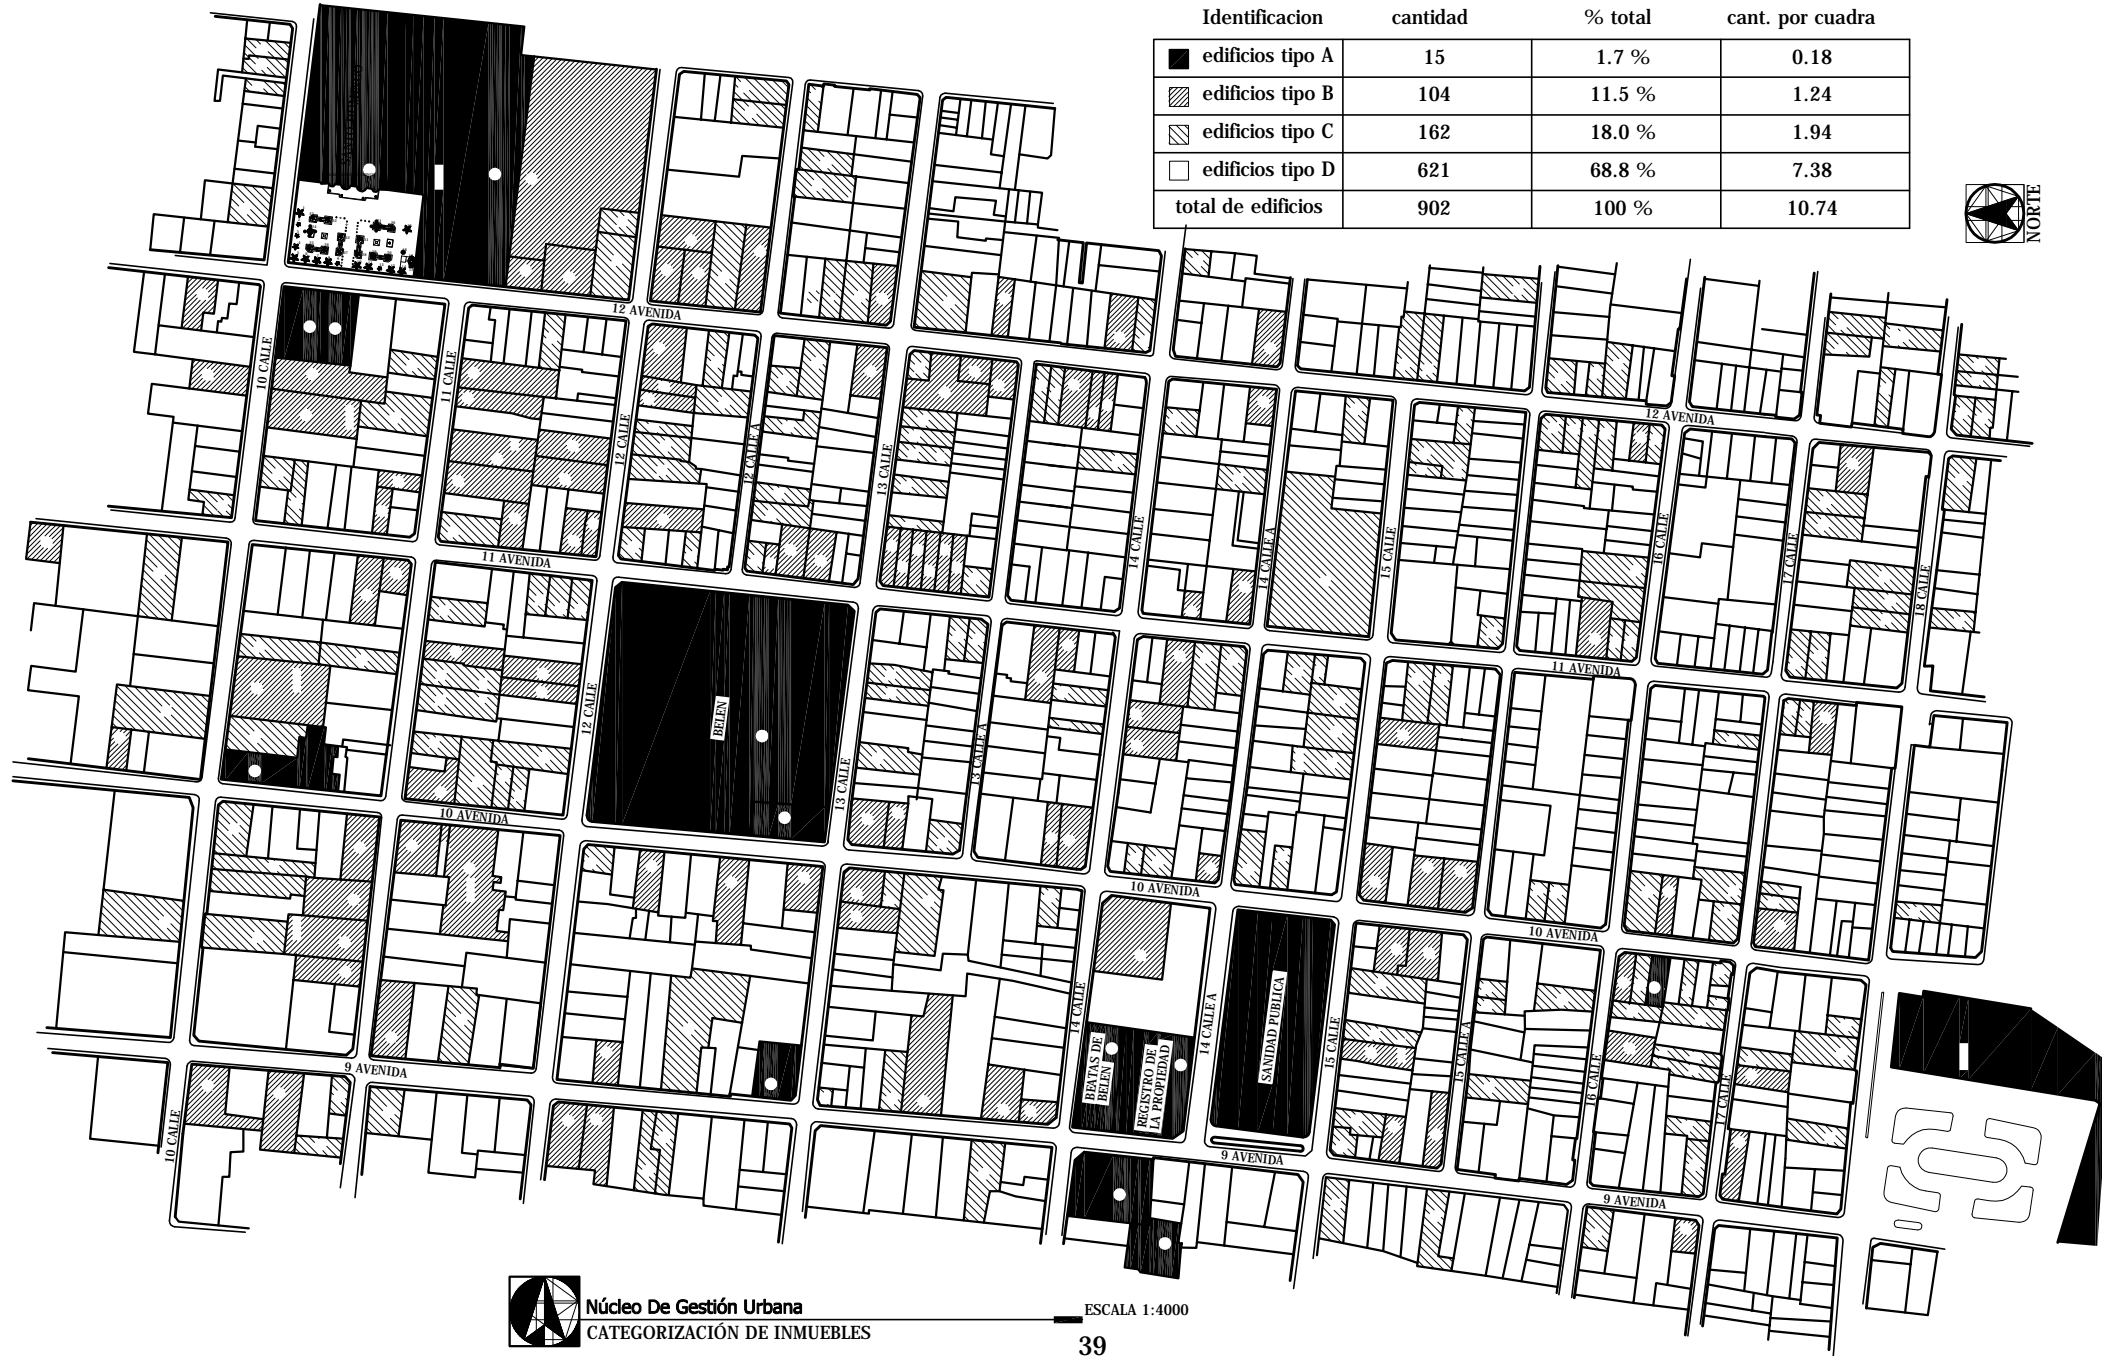 Identificacion cantidad % total cant. por cuadra
edificios tipo A 15 1.7 % 0.18
edificios tipo B 104 11.5 % 1.24
edificios tipo C 162 18.0 % 1.94
edificios tipo D 621 68.8 % 7.38
total de edificios 902 100 % 10.74
NORTE
12 AVENIDA
12 AVENIDA
10 CALLE
11 CALLE
12 CALLE
12 CALLE A
13 CALLE
14 CALLE
14 CALLE A
15 CALLE
16 CALLE
17 CALLE
18 CALLE
11 AVENIDA
11 AVENIDA
12 CALLE
BELEN
13 CALLE
13 CALLE A
10 AVENIDA
10 AVENIDA
10 AVENIDA
14 CALLE
BEATAS DE
BELEN
REGISTRO DE
LA PROPIEDAD
14 CALLE A
SANIDAD PUBLICA
15 CALLE
15 CALLE A
16 CALLE
17 CALLE
9 AVENIDA
9 AVENIDA
9 AVENIDA
10 CALLE
Núcleo De Gestión Urbana
ESCALA 1:4000
CATEGORIZACIÓN DE INMUEBLES
39